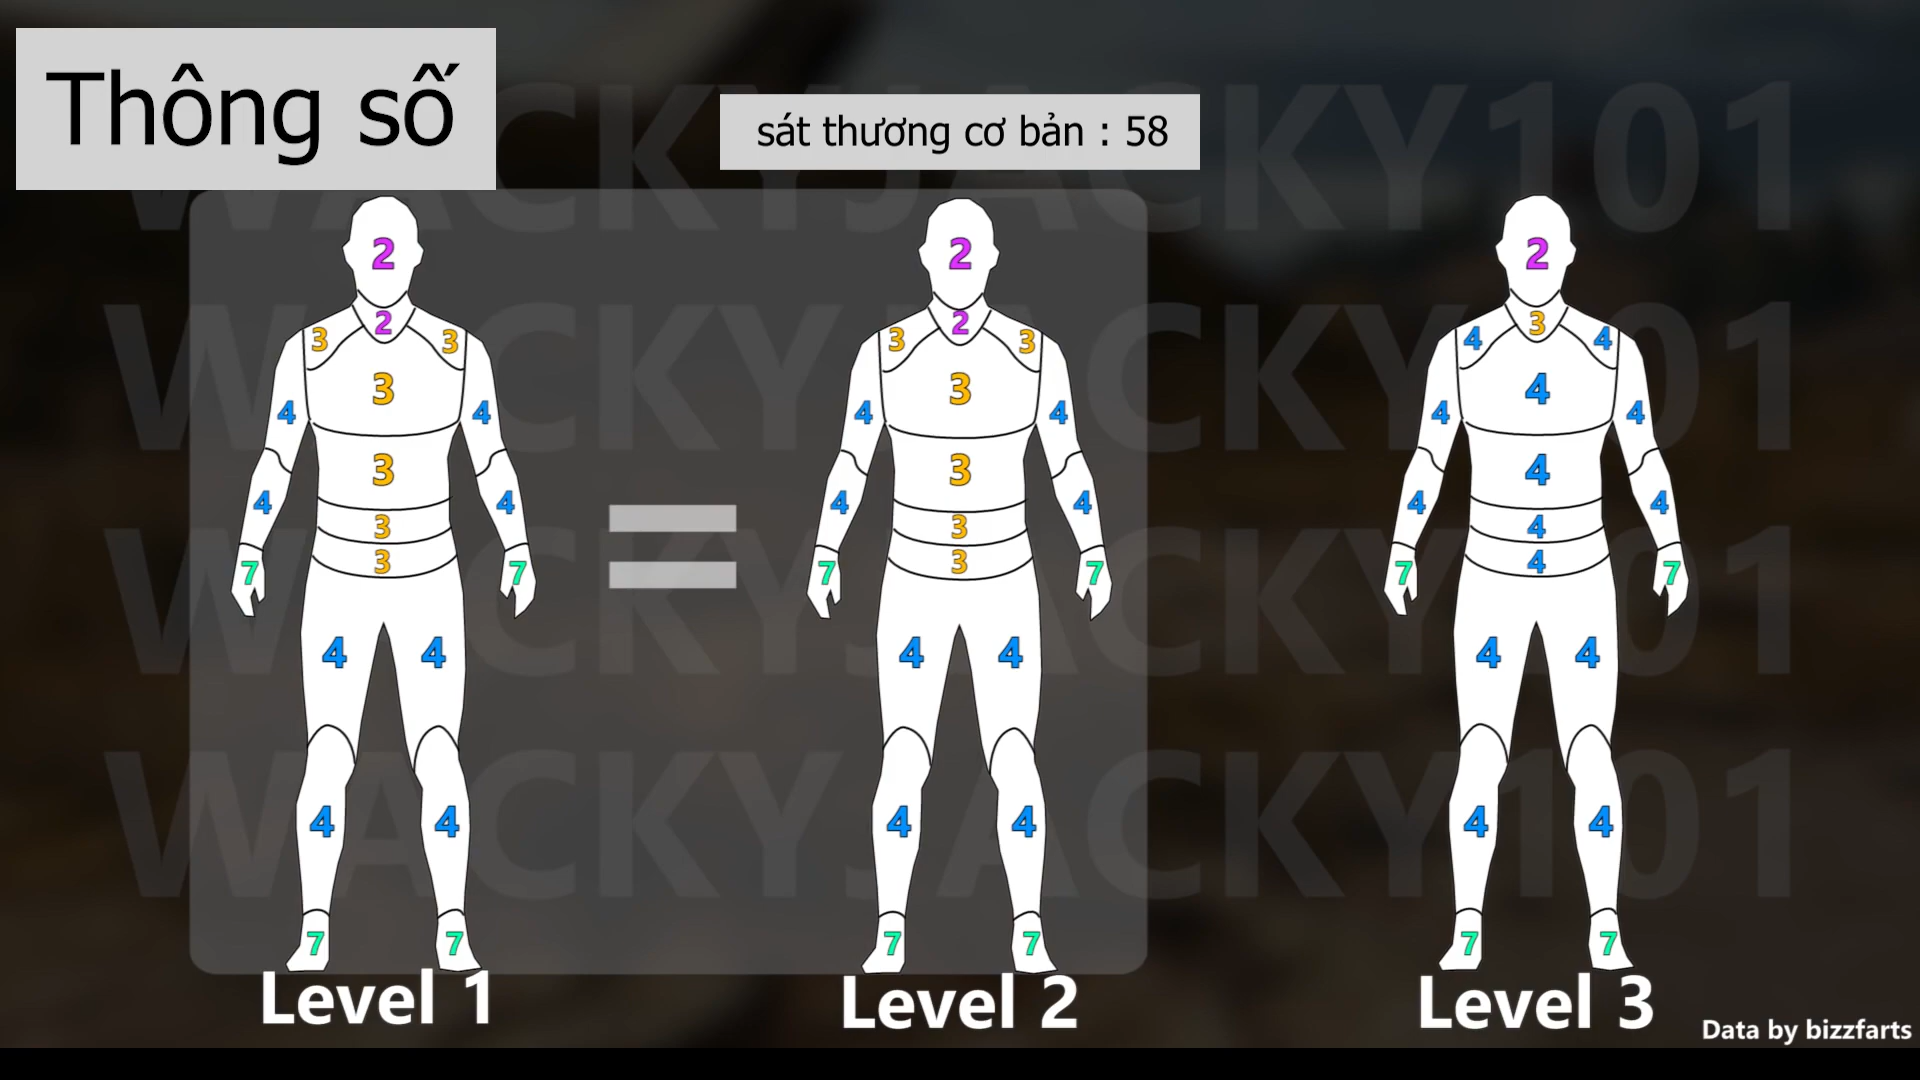 Thông số
sát thương cơ bản : 58
WACKYJACKY101
WACKYJACKY101
WACKYJACKY101
WACKYJACKY101
2 2 2
2 2 3
3 3 3 3 4 4
3 3 4
4 4 4 4 4 4
3 3 4
4 4 4 4 4 4
3 3 4
3 3 4
7 7 7 7 7 7
4 4 4 4 4 4
4 4 4 4 4 4
7 7 7 7 7 7
Level 1 Level 2 Level 3
Data by bizzfarts